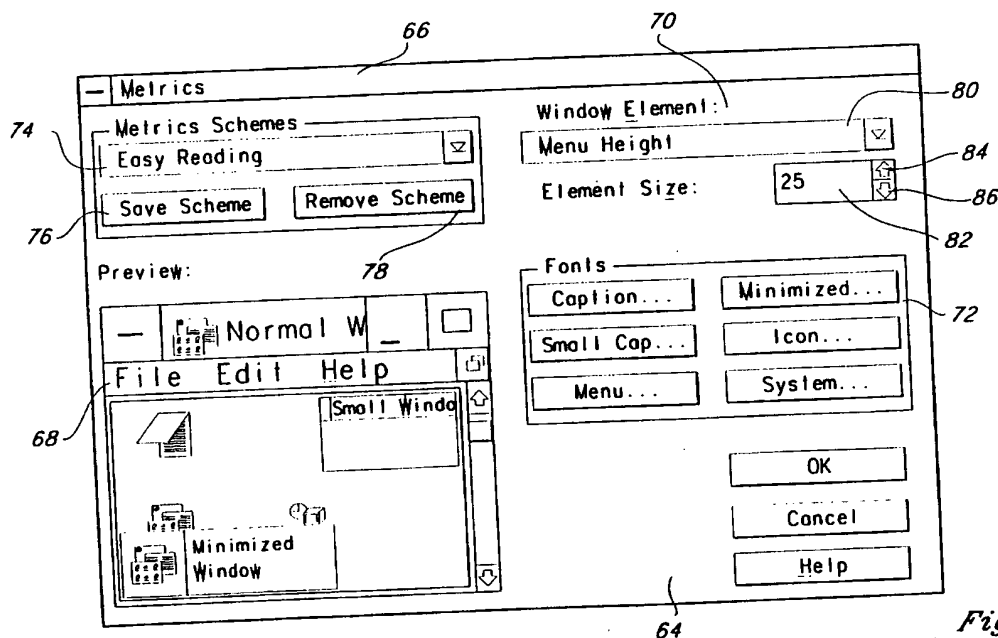 66
70
Metrics
Metrics Schemes
74
Easy Reading
Save Scheme
Remove Scheme
76
78
Window Element:
80
Menu Height
84
Element Size:
25
86
82
Preview:
Normal W
File Edit Help
68
Small Windo
Minimized
Window
Fonts
Caption...
Minimized...
72
Small Cap...
Icon...
Menu...
System...
OK
Cancel
Help
64